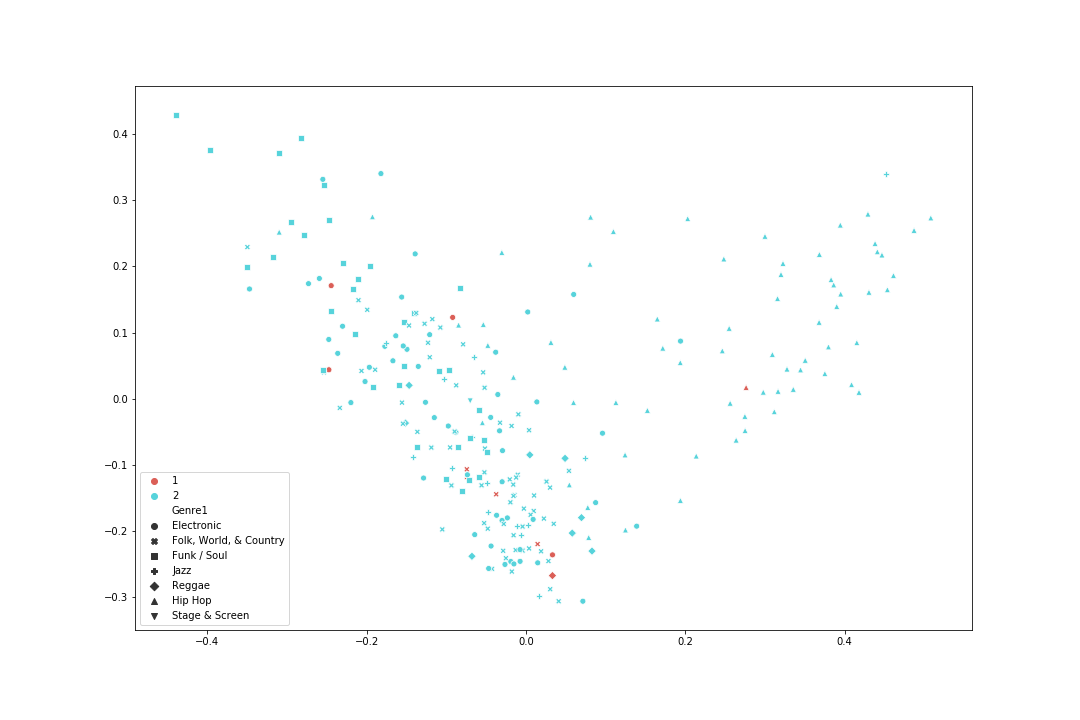 0.4
0.3
0.2
0.1
0.0
−0.1
−0.2
−0.3
1
2
Genre1
Electronic
Folk, World, & Country
Funk / Soul
Jazz
Reggae
Hip Hop
Stage & Screen
−0.4 −0.2 0.0 0.2 0.4